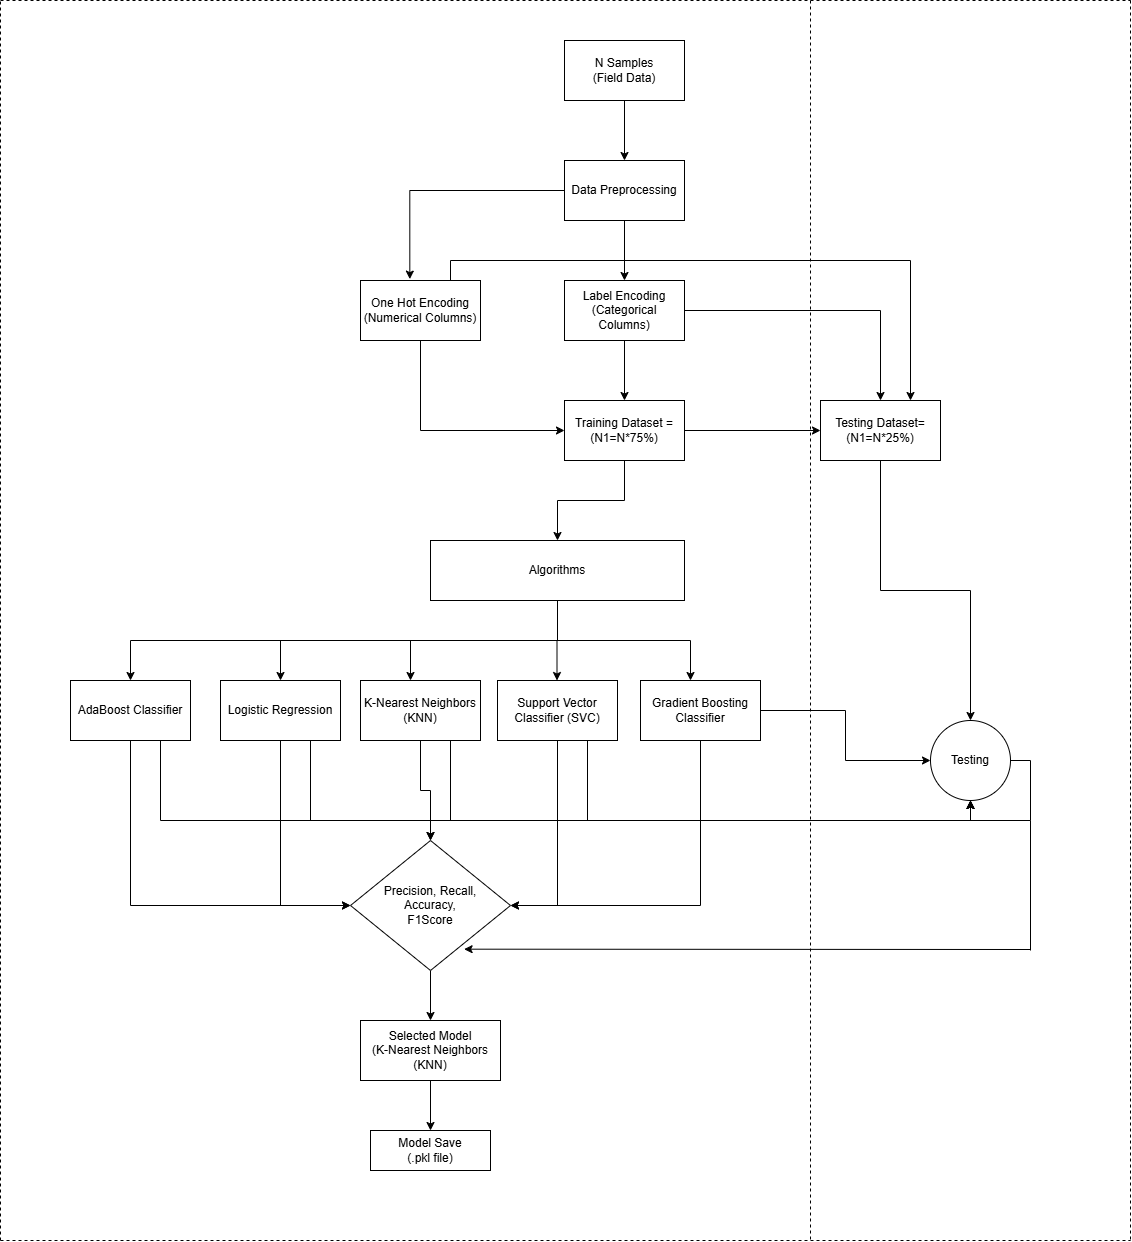 N Samples
(Field Data)
Data Preprocessing
One Hot Encoding
(Numerical Columns)
Label Encoding
(Categorical
Columns)
Training Dataset =
(N1=N*75%)
Testing Dataset=
(N1=N*25%)
Algorithms
AdaBoost Classifier
Logistic Regression
K-Nearest Neighbors
(KNN)
Support Vector
Classifier (SVC)
Gradient Boosting
Classifier
Testing
Precision, Recall,
Accuracy,
F1Score
Selected Model
(K-Nearest Neighbors
(KNN)
Model Save
(.pkl file)